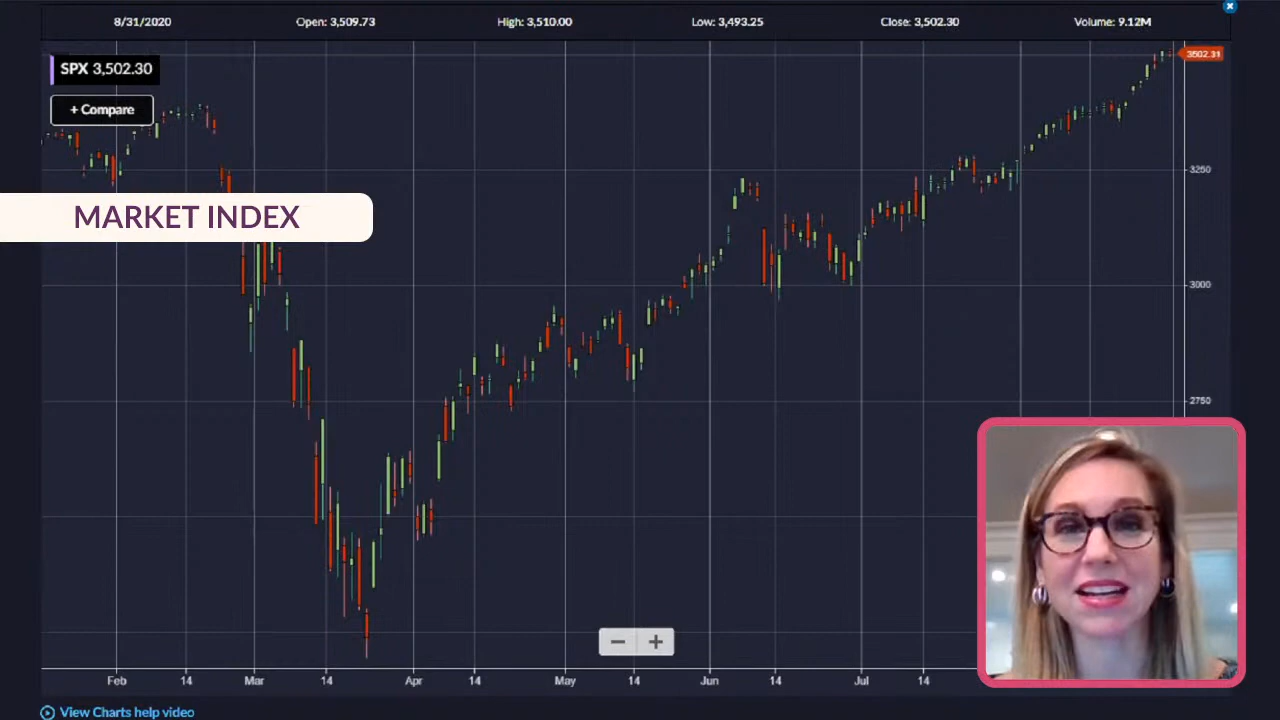 8/31/2020 Open: 3,509.73 High: 3,510.00 Low: 3,493.25 Close: 3,502.30 Volume: 9.12M
SPX 3,502.30
3502.31
+ Compare
3250
MARKET INDEX
3000
2750
− +
Feb 14 Mar 14 Apr 14 May 14 Jun 14 Jul 14
View Charts help video